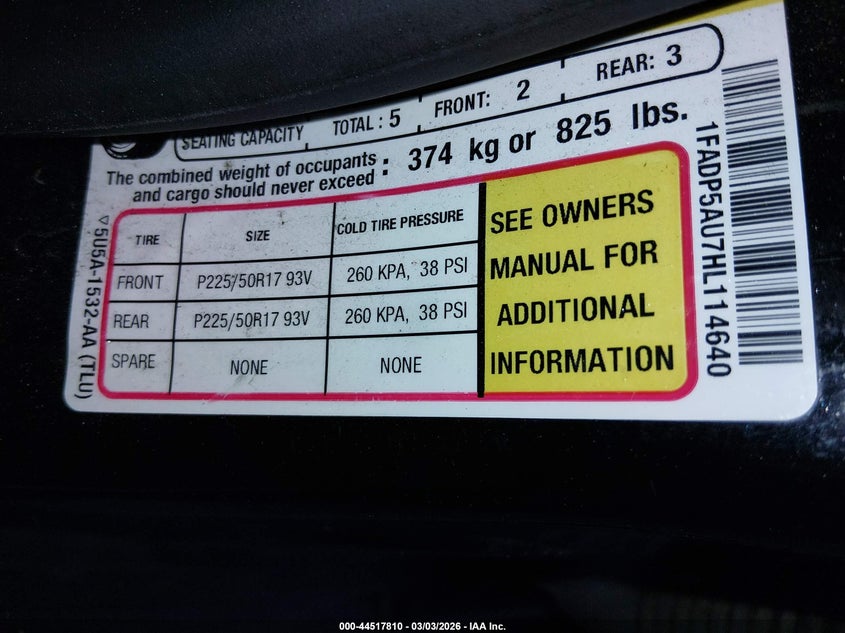 SEATING CAPACITY TOTAL : 5 FRONT: 2 REAR: 3
The combined weight of occupants
and cargo should never exceed : 374 kg or 825 lbs.
TIRE SIZE COLD TIRE PRESSURE
FRONT P225/50R17 93V 260 KPA, 38 PSI
REAR P225/50R17 93V 260 KPA, 38 PSI
SPARE NONE NONE
SEE OWNERS
MANUAL FOR
ADDITIONAL
INFORMATION
5U5A-1532-AA (TLU)
1FADP5AU7HL114640
000-44517810 - 03/03/2026 - IAA Inc.